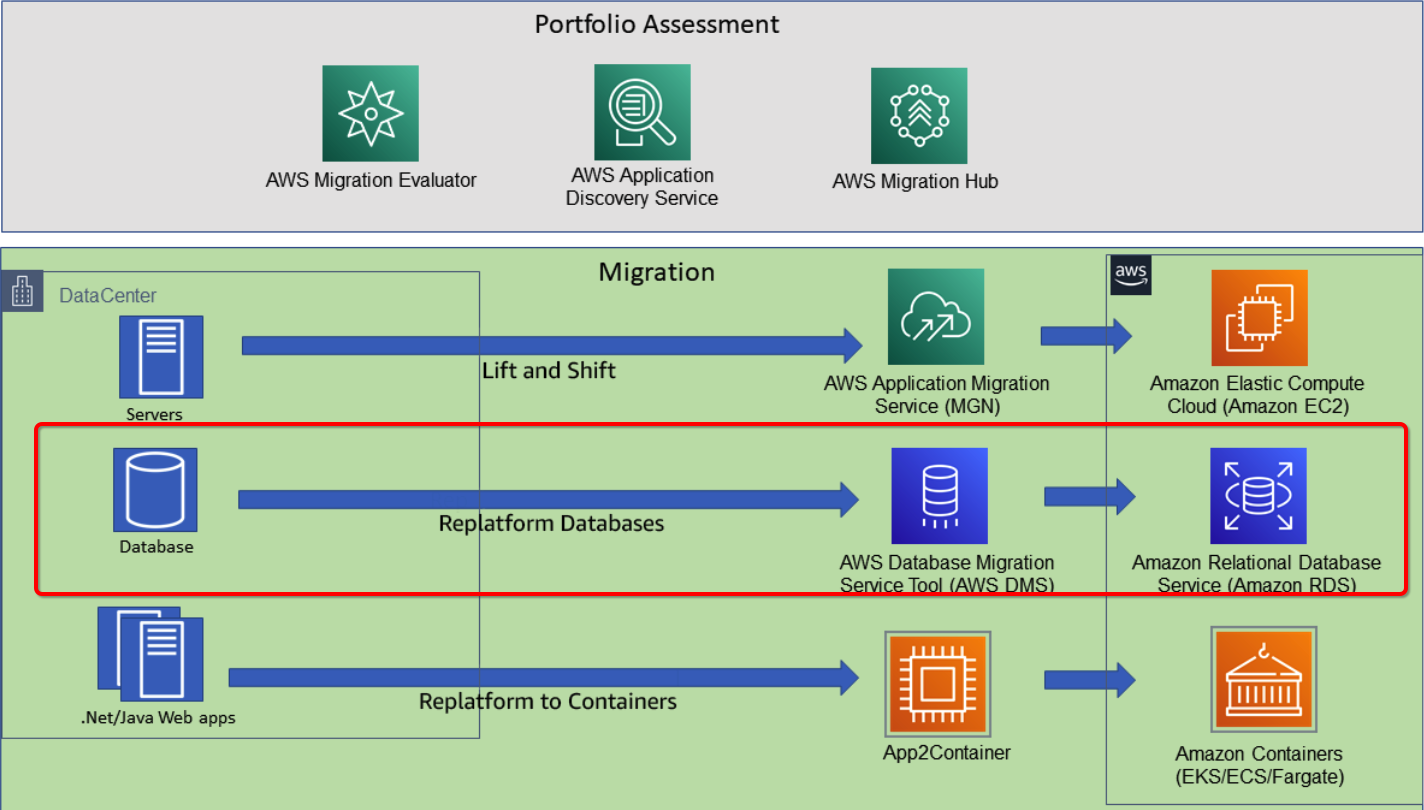 Portfolio Assessment
AWS Migration Evaluator
AWS Application
Discovery Service
AWS Migration Hub
Migration
DataCenter
aws
Servers
Lift and Shift
AWS Application Migration
Service (MGN)
Amazon Elastic Compute
Cloud (Amazon EC2)
Database
Replatform Databases
AWS Database Migration
Service Tool (AWS DMS)
Amazon Relational Database
Service (Amazon RDS)
.Net/Java Web apps
Replatform to Containers
App2Container
Amazon Containers
(EKS/ECS/Fargate)